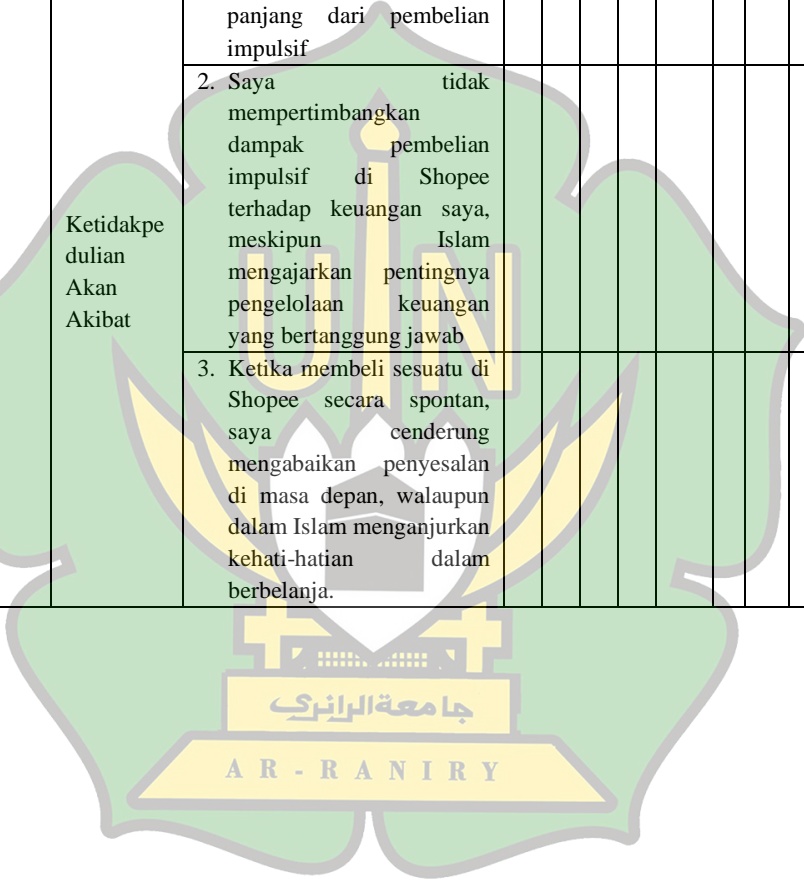 panjang dari pembelian
impulsif
Ketidakpe
dulian
Akan
Akibat
2. Saya tidak
mempertimbangkan
dampak pembelian
impulsif di Shopee
terhadap keuangan saya,
meskipun Islam
mengajarkan pentingnya
pengelolaan keuangan
yang bertanggung jawab
3. Ketika membeli sesuatu di
Shopee secara spontan,
saya cenderung
mengabaikan penyesalan
di masa depan, walaupun
dalam Islam menganjurkan
kehati-hatian dalam
berbelanja.
UIN
جامعةالرانري
AR-RANIRY